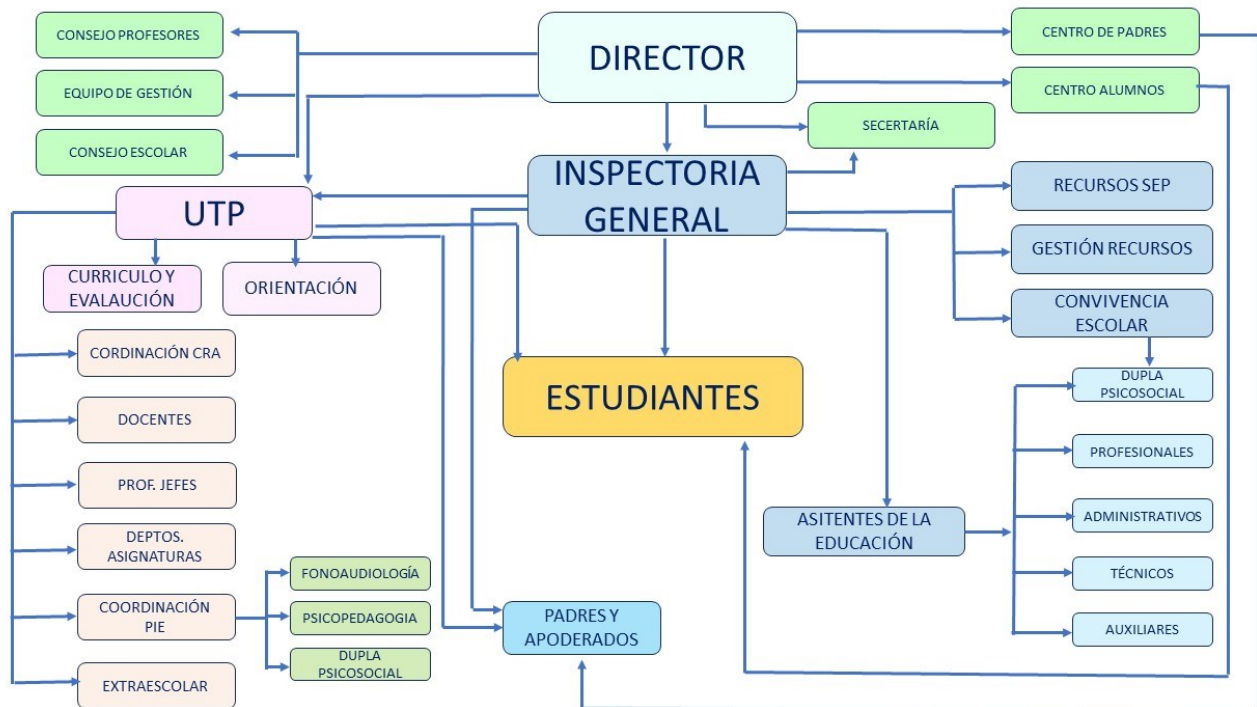 CONSEJO PROFESORES
EQUIPO DE GESTIÓN
CONSEJO ESCOLAR
DIRECTOR
CENTRO DE PADRES
CENTRO ALUMNOS
SECERTARÍA
INSPECTORIA
GENERAL
UTP
CURRICULO Y
EVALAUCIÓN
ORIENTACIÓN
RECURSOS SEP
GESTIÓN RECURSOS
CONVIVENCIA
ESCOLAR
ESTUDIANTES
CORDINACIÓN CRA
DOCENTES
PROF. JEFES
DEPTOS.
ASIGNATURAS
COORDINACIÓN
PIE
EXTRAESCOLAR
FONOAUDIOLOGÍA
PSICOPEDAGOGIA
DUPLA
PSICOSOCIAL
PADRES Y
APODERADOS
ASITENTES DE LA
EDUCACIÓN
DUPLA
PSICOSOCIAL
PROFESIONALES
ADMINISTRATIVOS
TÉCNICOS
AUXILIARES